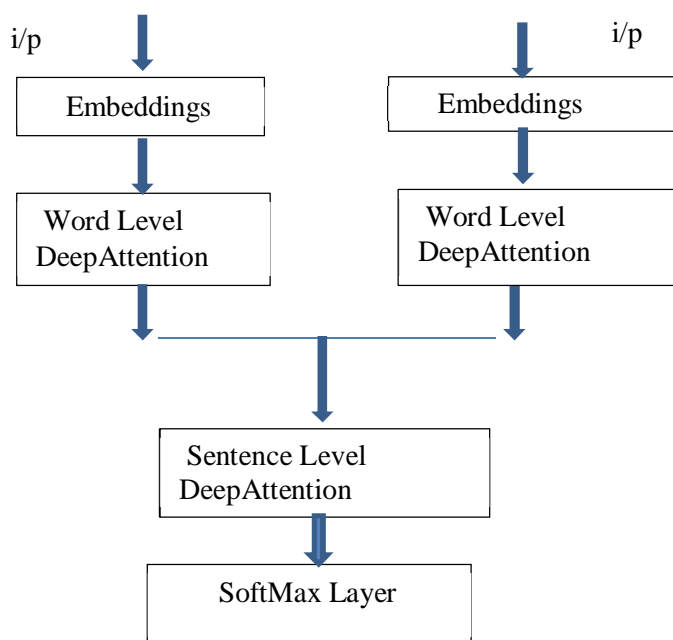 i/p
i/p
Embeddings
Embeddings
Word Level
DeepAttention
Word Level
DeepAttention
Sentence Level
DeepAttention
SoftMax Layer